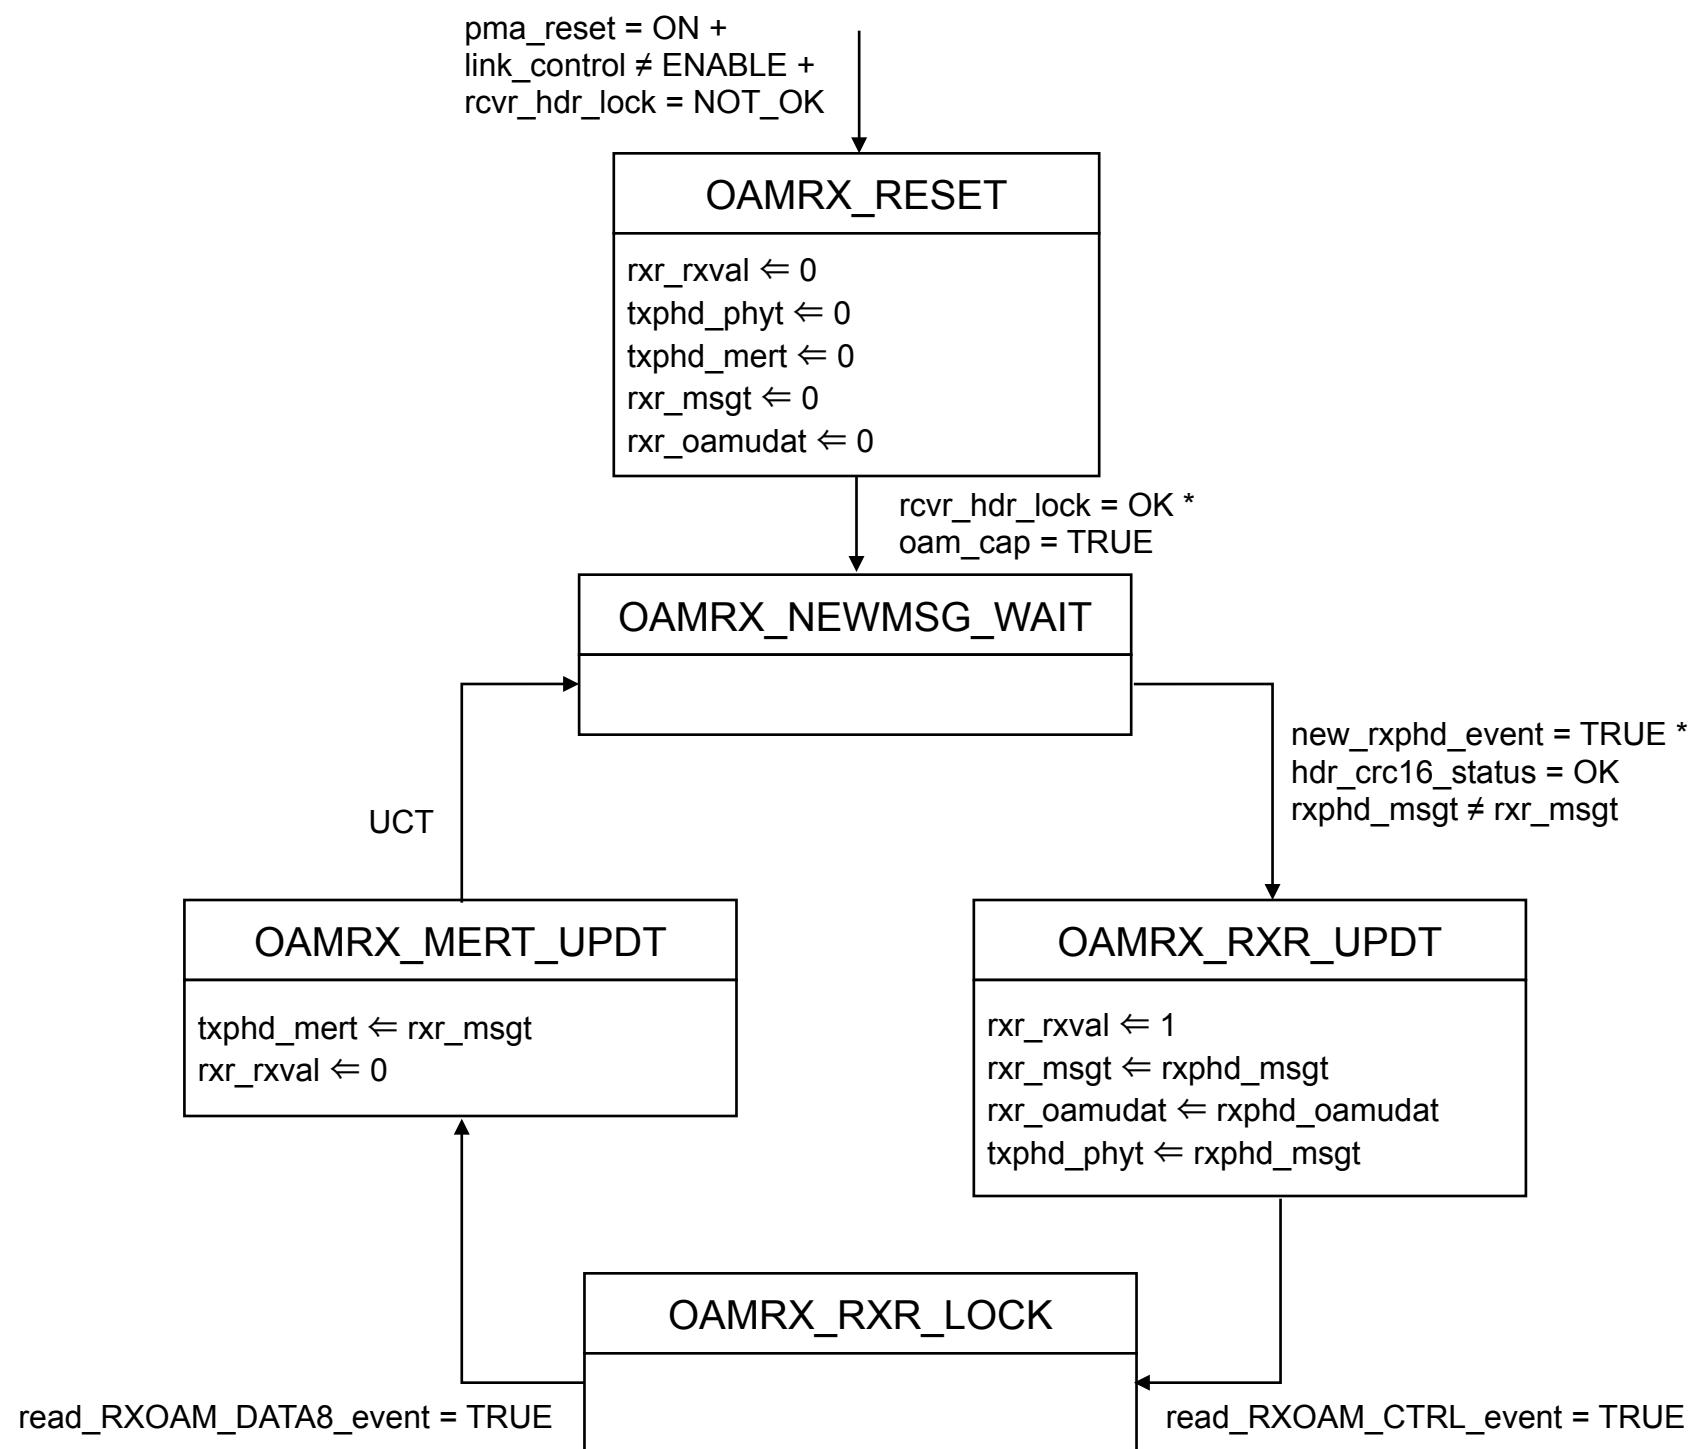 pma_reset = ON +
link_control ≠ ENABLE +
rcvr_hdr_lock = NOT_OK
OAMRX_RESET
rxr_rxval ⇐ 0
txphd_phyt ⇐ 0
txphd_mert ⇐ 0
rxr_msgt ⇐ 0
rxr_oamudat ⇐ 0
rcvr_hdr_lock = OK *
oam_cap = TRUE
OAMRX_NEWMSG_WAIT
new_rxphd_event = TRUE *
hdr_crc16_status = OK
rxphd_msgt ≠ rxr_msgt
UCT
OAMRX_MERT_UPDT
txphd_mert ⇐ rxr_msgt
rxr_rxval ⇐ 0
OAMRX_RXR_UPDT
rxr_rxval ⇐ 1
rxr_msgt ⇐ rxphd_msgt
rxr_oamudat ⇐ rxphd_oamudat
txphd_phyt ⇐ rxphd_msgt
OAMRX_RXR_LOCK
read_RXOAM_DATA8_event = TRUE
read_RXOAM_CTRL_event = TRUE